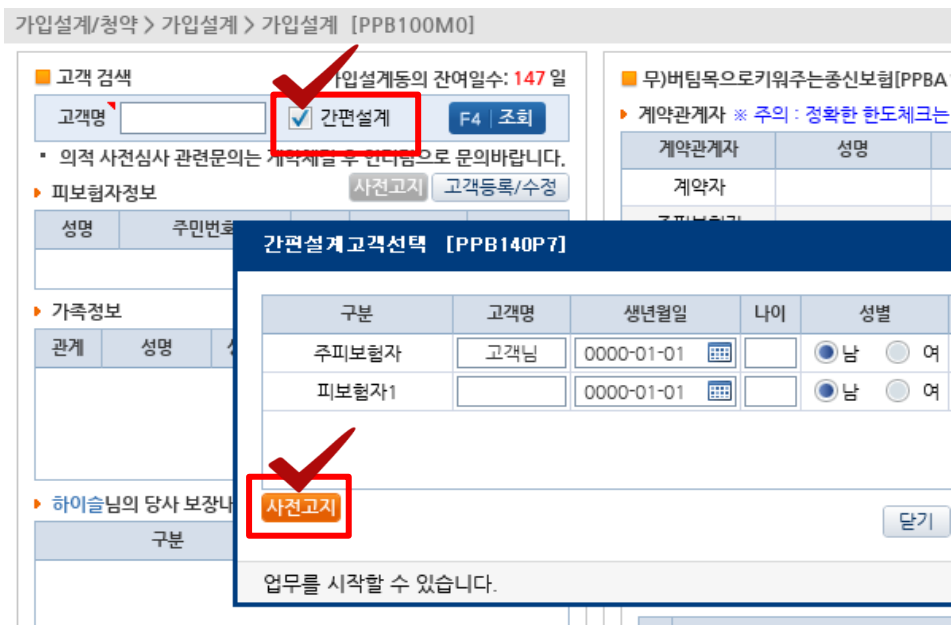 가입설계/청약 > 가입설계 > 가입설계 [PPB100M0]
고객 검색
입설계동의 잔여일수: 147 일
고객명
간편설계
F4 | 조회
의적 사전심사 관련문의는 계약체결 후 언더팀으로 문의바랍니다.
피보험자정보
사전고지
고객등록/수정
성명
주민번호
가족정보
관계
성명
하이슬님의 당사 보장내
구분
무)버팀목으로키워주는종신보험[PPBA1
계약관계자 ※ 주의 : 정확한 한도체크는
계약관계자
성명
계약자
간편설계고객선택 [PPB140P7]
구분
고객명
생년월일
나이
성별
주피보험자
고객님
0000-01-01
남
여
피보험자1
0000-01-01
남
여
사전고지
닫기
업무를 시작할 수 있습니다.